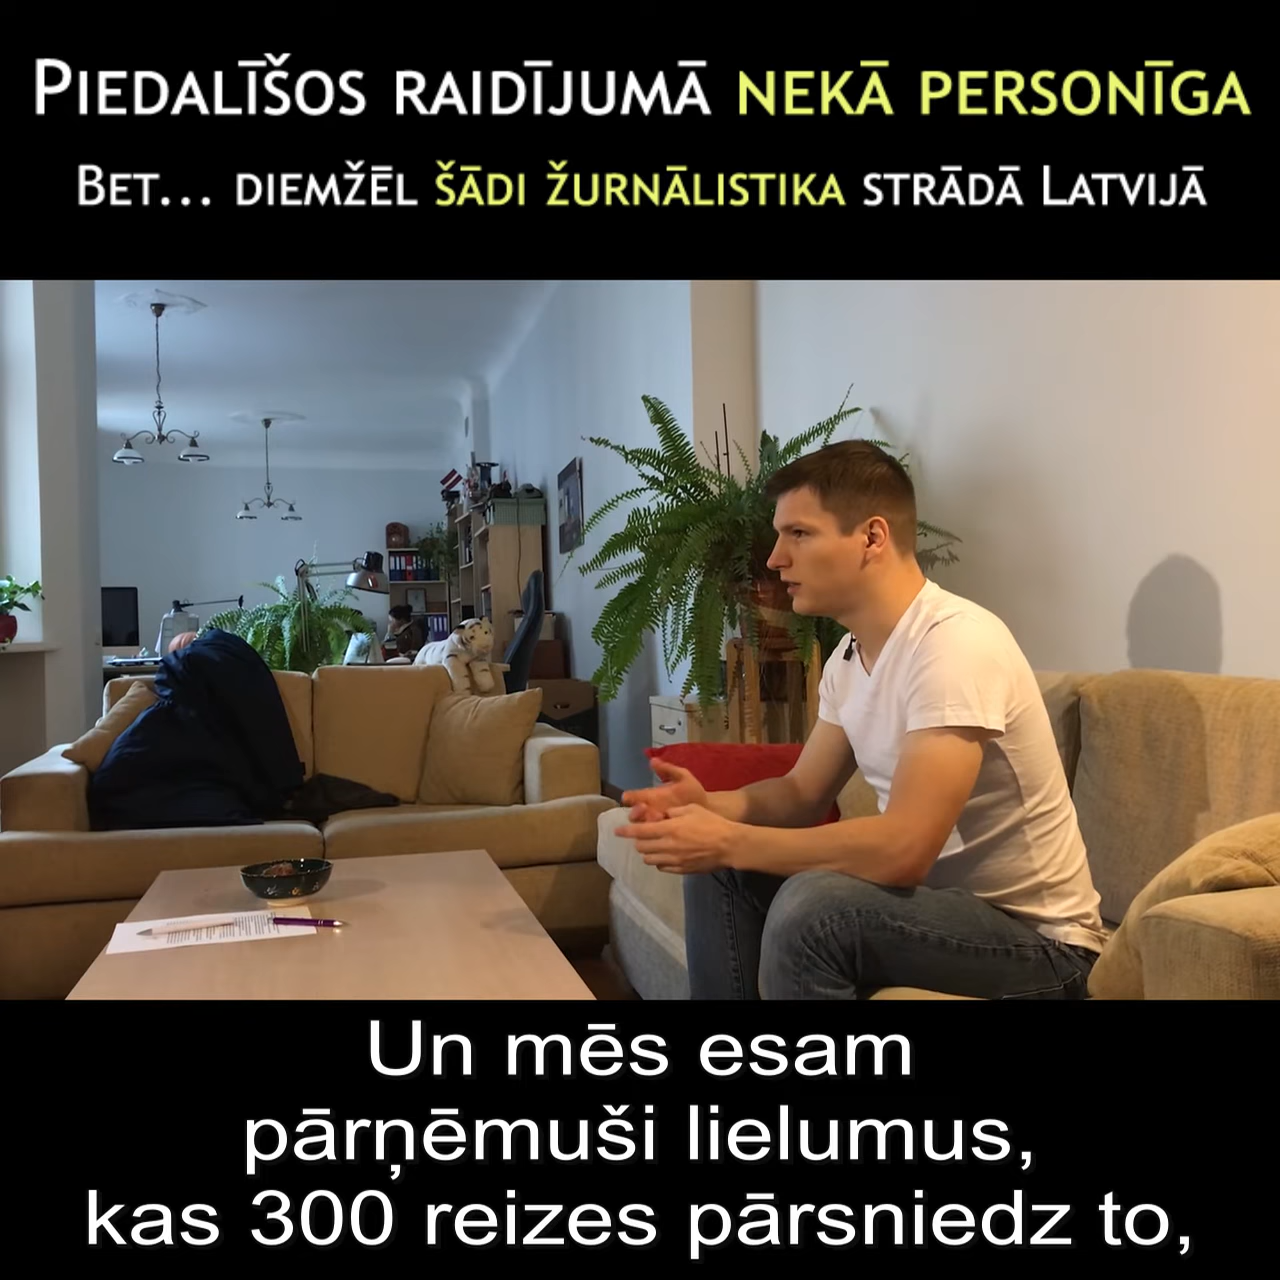 Piedalīšos raidījumā nekā personīga
Bet... diemžēl šādi žurnālistika strādā Latvijā
Un mēs esam
pārņēmuši lielumus,
kas 300 reizes pārsniedz to,